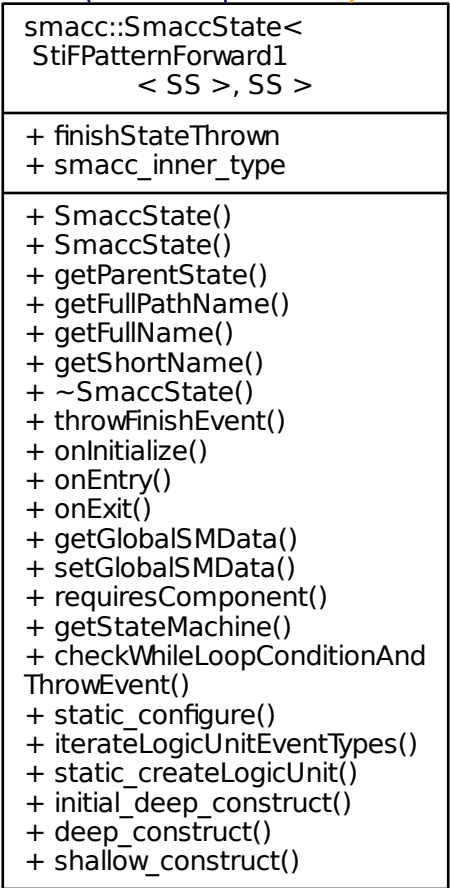 smacc::SmaccState<
StiFPatternForward1
< SS >, SS >
+ finishStateThrown
+ smacc_inner_type
+ SmaccState()
+ SmaccState()
+ getParentState()
+ getFullPathName()
+ getFullName()
+ getShortName()
+ ~SmaccState()
+ throwFinishEvent()
+ onInitialize()
+ onEntry()
+ onExit()
+ getGlobalSMData()
+ setGlobalSMData()
+ requiresComponent()
+ getStateMachine()
+ checkWhileLoopConditionAnd
ThrowEvent()
+ static_configure()
+ iterateLogicUnitEventTypes()
+ static_createLogicUnit()
+ initial_deep_construct()
+ deep_construct()
+ shallow_construct()